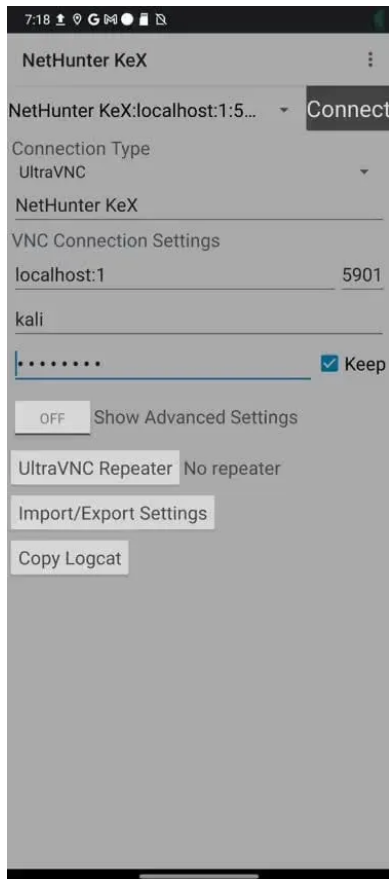 7:18
NetHunter KeX
NetHunter KeX:localhost:1:5...
Connect
Connection Type
UltraVNC
NetHunter KeX
VNC Connection Settings
localhost:1 5901
kali
•••••••• Keep
OFF Show Advanced Settings
UltraVNC Repeater No repeater
Import/Export Settings
Copy Logcat